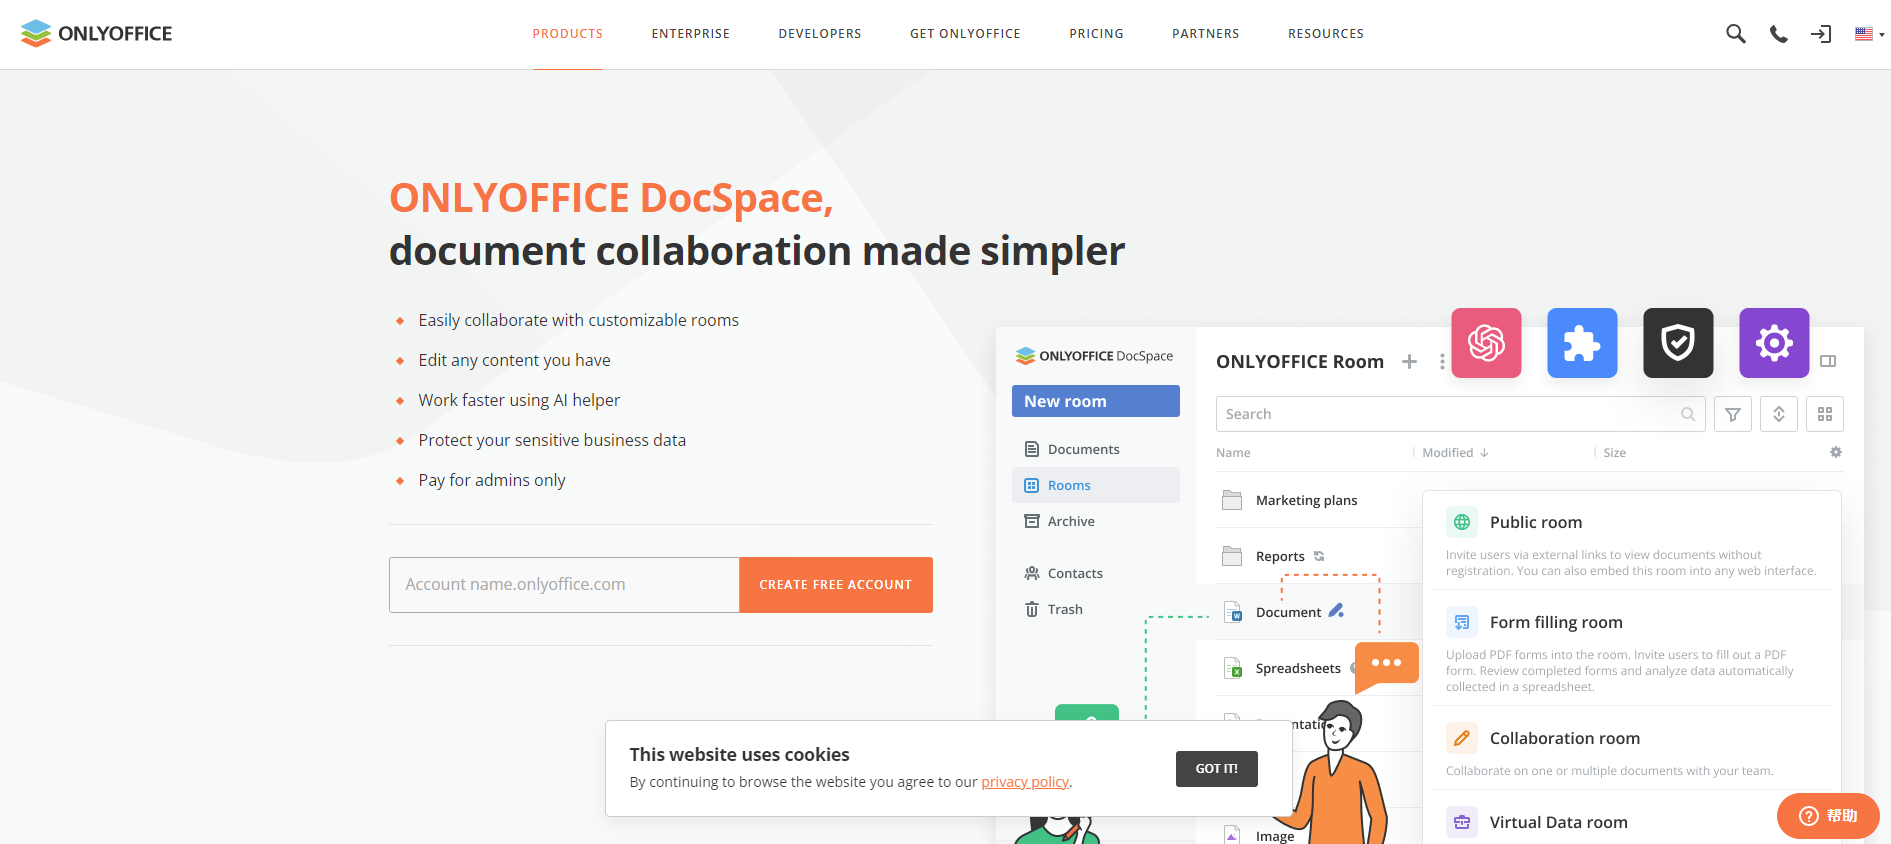 ONLYOFFICE
PRODUCTS
ENTERPRISE
DEVELOPERS
GET ONLYOFFICE
PRICING
PARTNERS
RESOURCES
ONLYOFFICE DocSpace,
document collaboration made simpler
Easily collaborate with customizable rooms
Edit any content you have
Work faster using AI helper
Protect your sensitive business data
Pay for admins only
Account name.onlyoffice.com
CREATE FREE ACCOUNT
ONLYOFFICE DocSpace
New room
Documents
Rooms
Archive
Contacts
Trash
ONLYOFFICE Room
Search
Name
Modified
Size
Marketing plans
Reports
Document
Spreadsheets
Image
Public room
Invite users via external links to view documents without
registration. You can also embed this room into any web interface.
Form filling room
Upload PDF forms into the room. Invite users to fill out a PDF
form. Review completed forms and analyze data automatically
collected in a spreadsheet.
Collaboration room
Collaborate on one or multiple documents with your team.
Virtual Data room
This website uses cookies
By continuing to browse the website you agree to our privacy policy.
GOT IT!
帮助